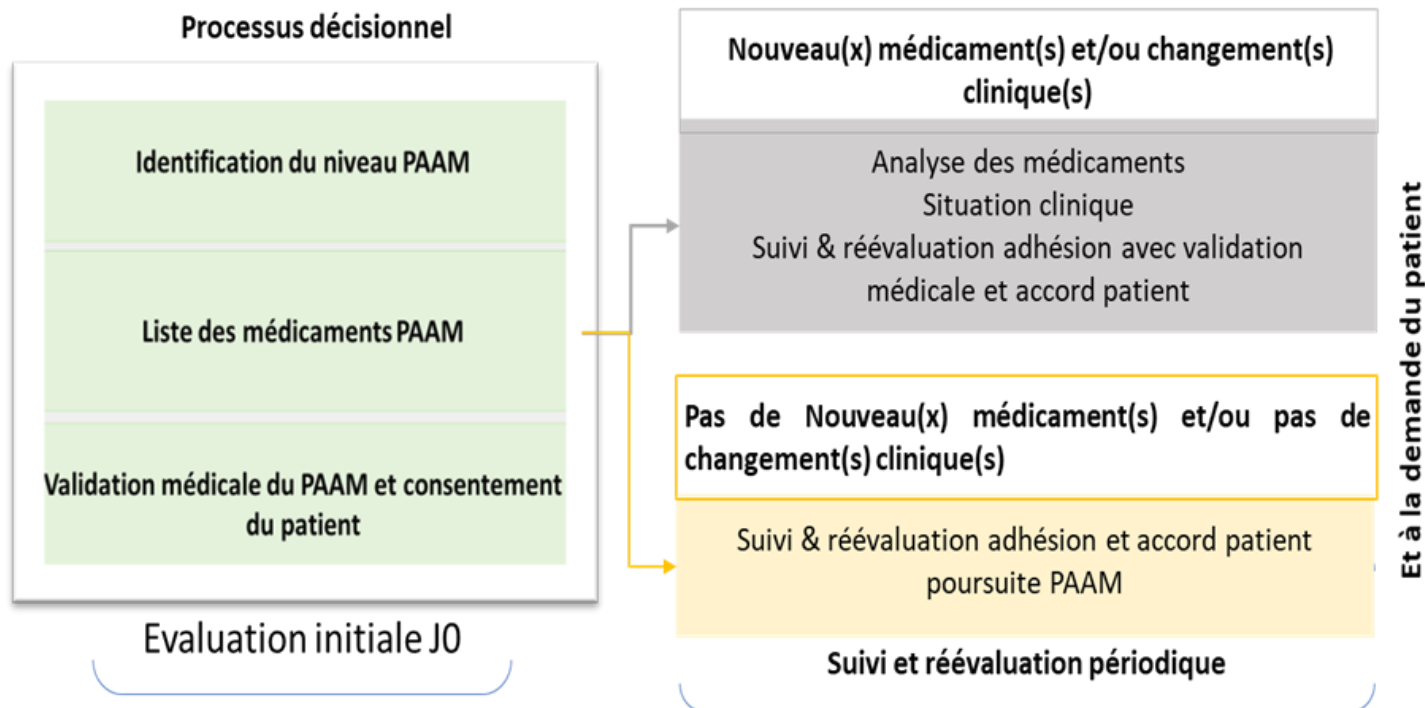 Processus décisionnel
Identification du niveau PAAM
Liste des médicaments PAAM
Validation médicale du PAAM et consentement
du patient
Evaluation initiale J0
Nouveau(x) médicament(s) et/ou changement(s)
clinique(s)
Analyse des médicaments
Situation clinique
Suivi & réévaluation adhésion avec validation
médicale et accord patient
Pas de Nouveau(x) médicament(s) et/ou pas de
changement(s) clinique(s)
Suivi & réévaluation adhésion et accord patient
poursuite PAAM
Suivi et réévaluation périodique
Et à la demande du patient